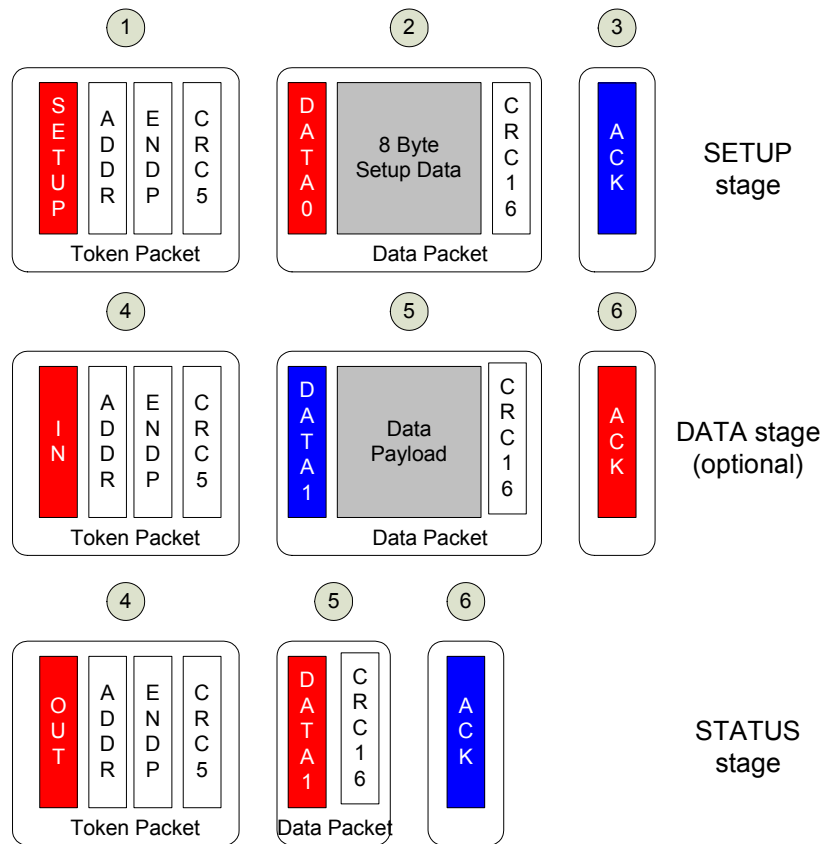 1
2
3
SETUP
ADDR
ENDP
CRC5
Token Packet
DATA0
8 Byte
Setup Data
CRC16
Data Packet
ACK
SETUP
stage
4
5
6
IN
ADDR
ENDP
CRC5
Token Packet
DATA1
Data
Payload
CRC16
Data Packet
ACK
DATA stage
(optional)
4
5
6
OUT
ADDR
ENDP
CRC5
Token Packet
DATA1
CRC16
Data Packet
ACK
STATUS
stage